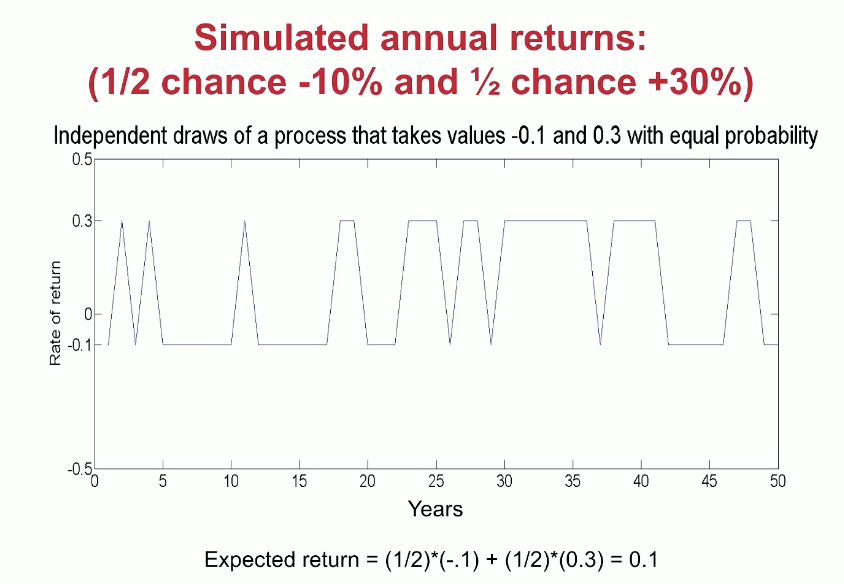 Simulated annual returns:
(1/2 chance -10% and ½ chance +30%)
Independent draws of a process that takes values -0.1 and 0.3 with equal probability
0.5
0.3
0
-0.1
-0.5
Rate of return
0 5 10 15 20 25 30 35 40 45 50
Years
Expected return = (1/2)*(-.1) + (1/2)*(0.3) = 0.1